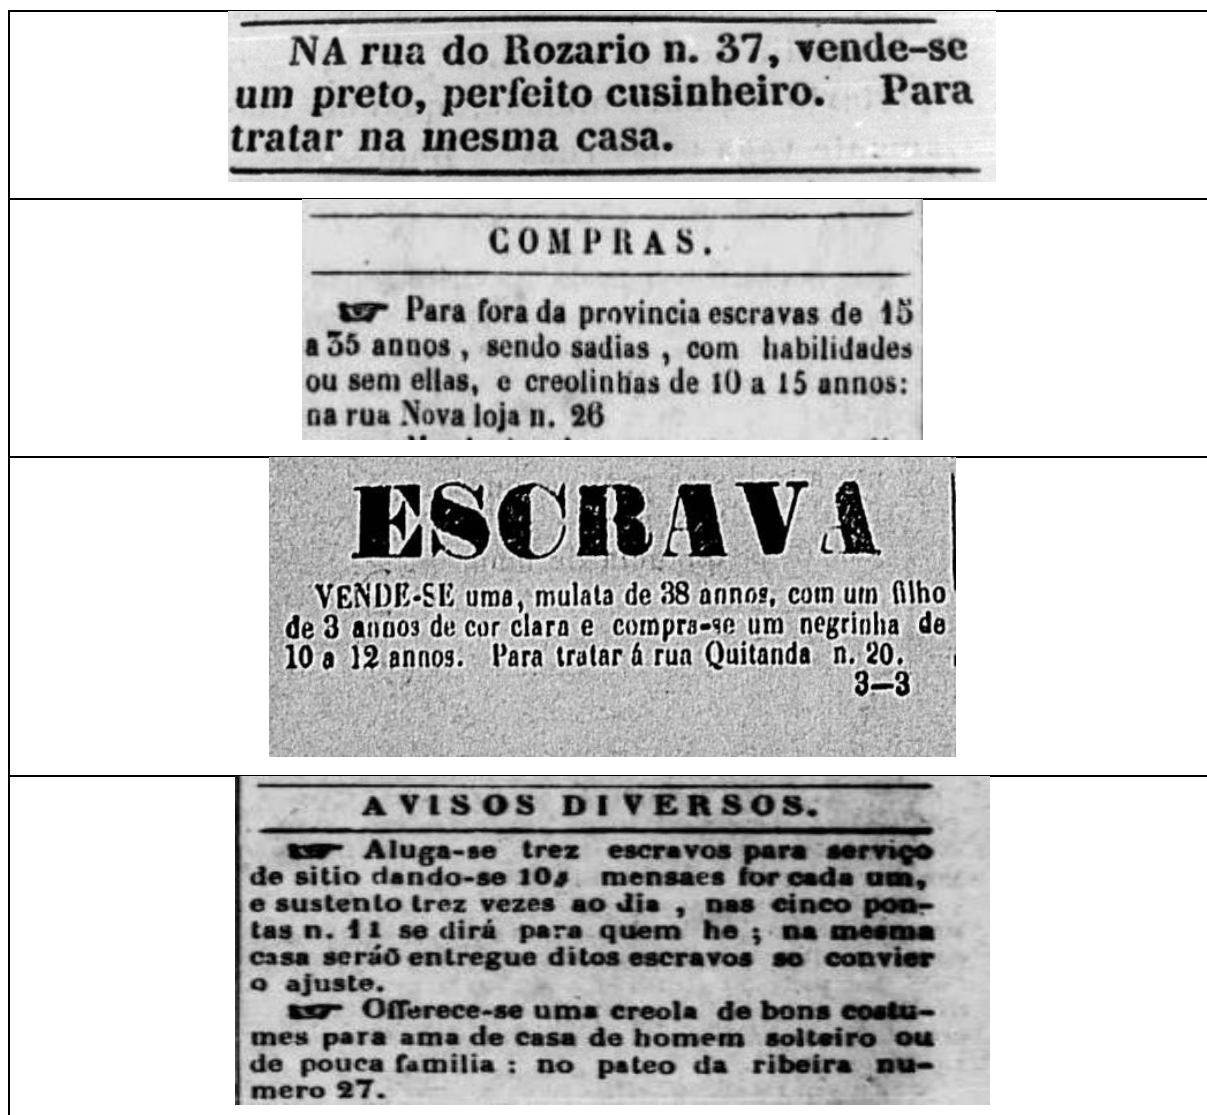 NA rua do Rozario n. 37, vende-se
um preto, perfeito cusinheiro. Para
tratar na mesma casa.
COMPRAS.
Para fora da provincia escravas de 15
a 35 annos, sendo sadias, com habilidades
ou sem ellas, e creolinhas de 10 a 15 annos:
na rua Nova loja n. 26
ESCRAVA
VENDE-SE uma, mulata de 38 annos, com um filho
de 3 annos de cor clara e compra-se um negrinha de
10 a 12 annos. Para tratar á rua Quitanda n. 20.
3—3
AVISOS DIVERSOS.
Aluga-se trez escravos para serviço
de sitio dando-se 10$ mensaes for cada um,
e sustento trez vezes ao dia, nas cinco pon-
tas n. 11 se dirá para quem he; na mesma
casa seráõ entregue ditos escravos so convier
o ajuste.
Offerece-se uma creola de bons costu-
mes para ama de casa de homem solteiro ou
de pouca familia: no pateo da ribeira nu-
mero 27.